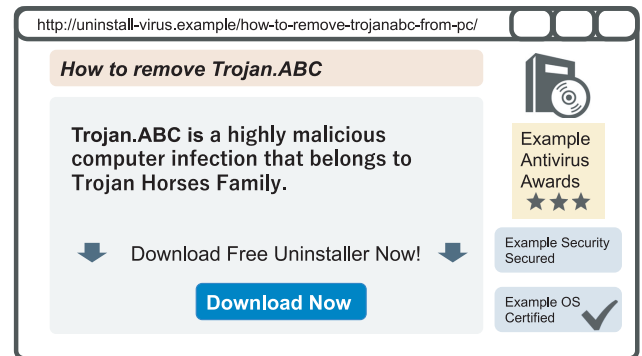 http://uninstall-virus.example/how-to-remove-trojanabc-from-pc/
How to remove Trojan.ABC
Trojan.ABC is a highly malicious
computer infection that belongs to
Trojan Horses Family.
Download Free Uninstaller Now!
Download Now
Example
Antivirus
Awards
Example Security
Secured
Example OS
Certified